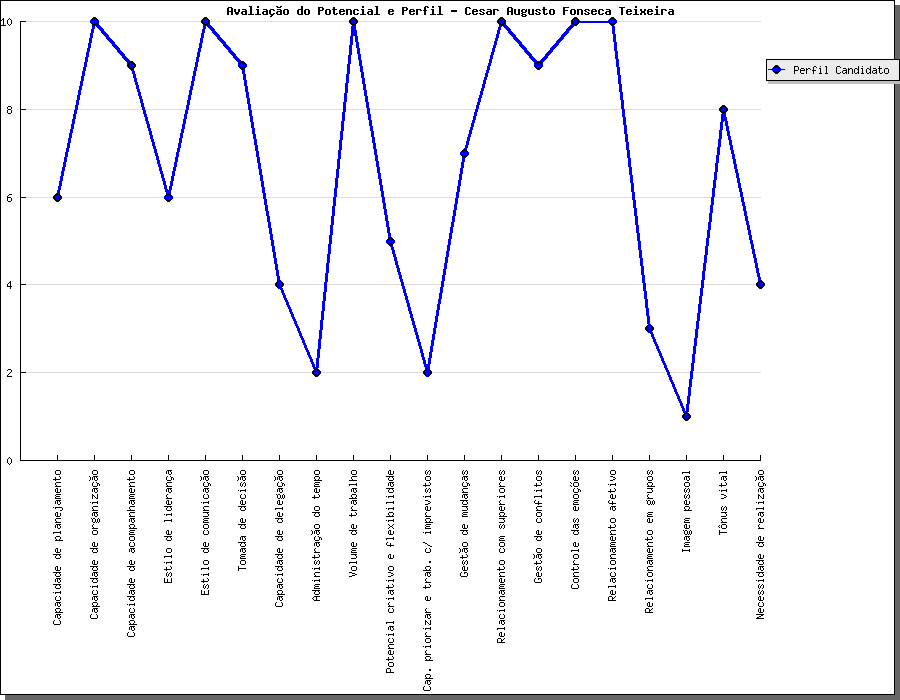 Avaliação do Potencial e Perfil - Cesar Augusto Fonseca Teixeira
Perfil Candidato
10
8
6
4
2
0
Capacidade de planejamento
Capacidade de organização
Capacidade de acompanhamento
Estilo de liderança
Estilo de comunicação
Tomada de decisão
Capacidade de delegação
Administração do tempo
Volume de trabalho
Potencial criativo e flexibilidade
Cap. priorizar e trab. c/ imprevistos
Gestão de mudanças
Relacionamento com superiores
Gestão de conflitos
Controle das emoções
Relacionamento afetivo
Relacionamento em grupos
Imagem pessoal
Tônus vital
Necessidade de realização